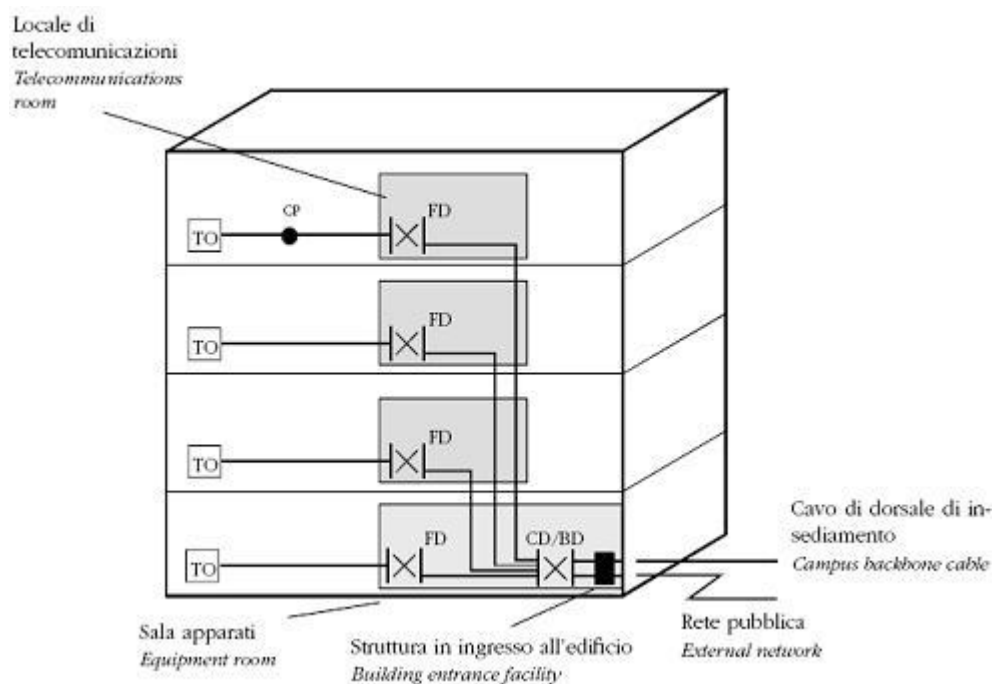 Locale di
telecomunicazioni
Telecommunications
room
CP
FD
TO
FD
TO
FD
TO
FD
CD/BD
TO
Cavo di dorsale di in-
sediamento
Campus backbone cable
Sala apparati
Equipment room
Struttura in ingresso all'edificio
Building entrance facility
Rete pubblica
External network